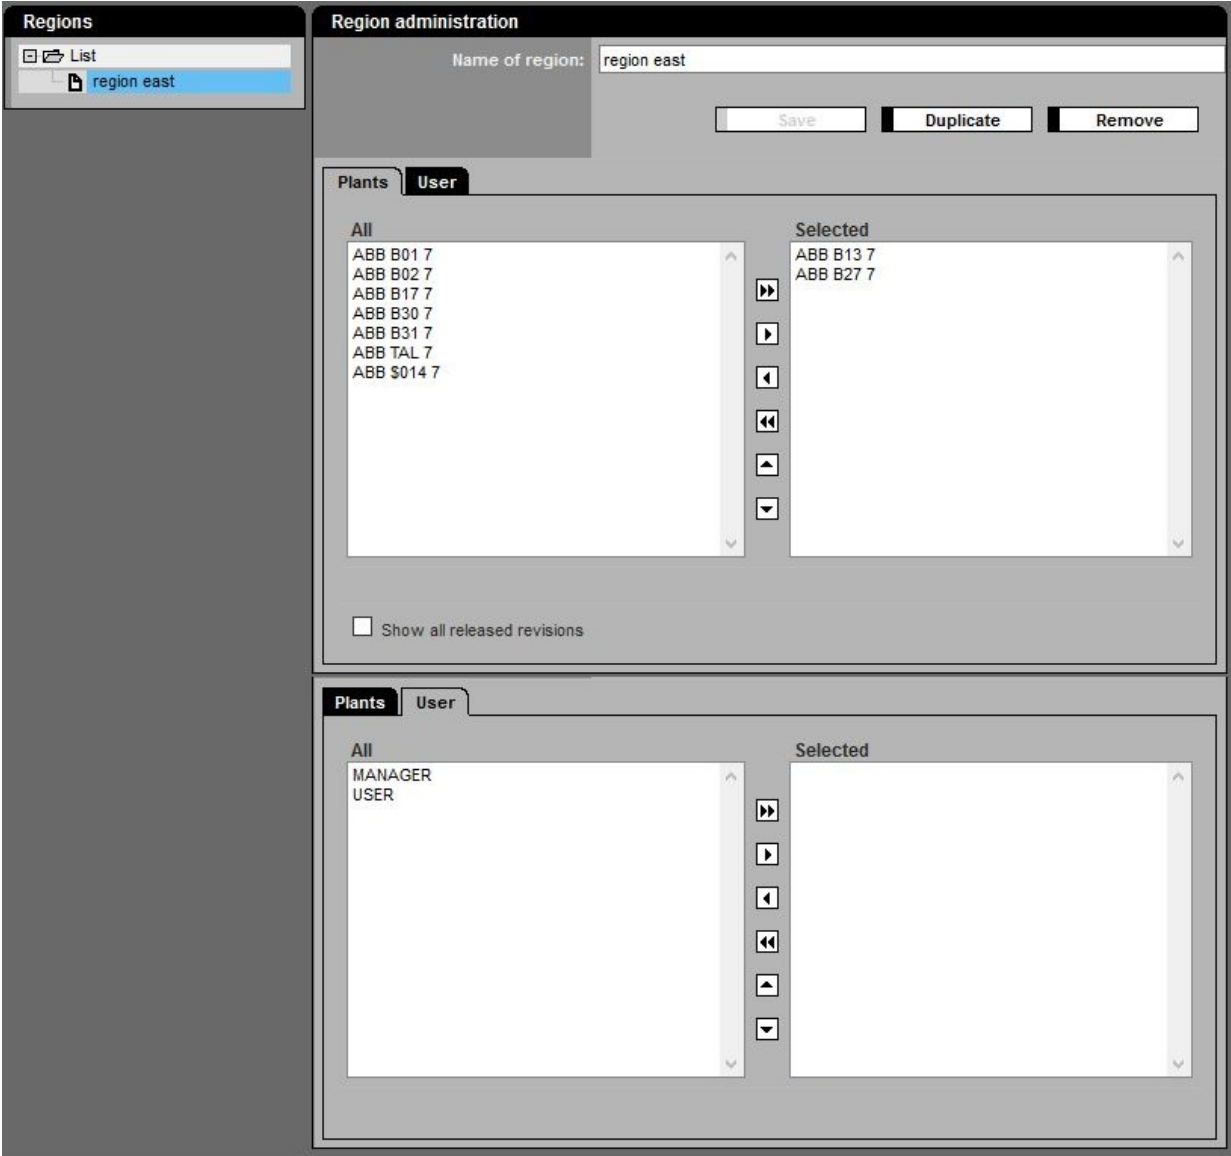 Regions
List
region east
Region administration
Name of region: region east
Save Duplicate Remove
Plants User
All
ABB B01 7
ABB B02 7
ABB B17 7
ABB B30 7
ABB B31 7
ABB TAL 7
ABB $014 7
Selected
ABB B13 7
ABB B27 7
Show all released revisions
Plants User
All
MANAGER
USER
Selected